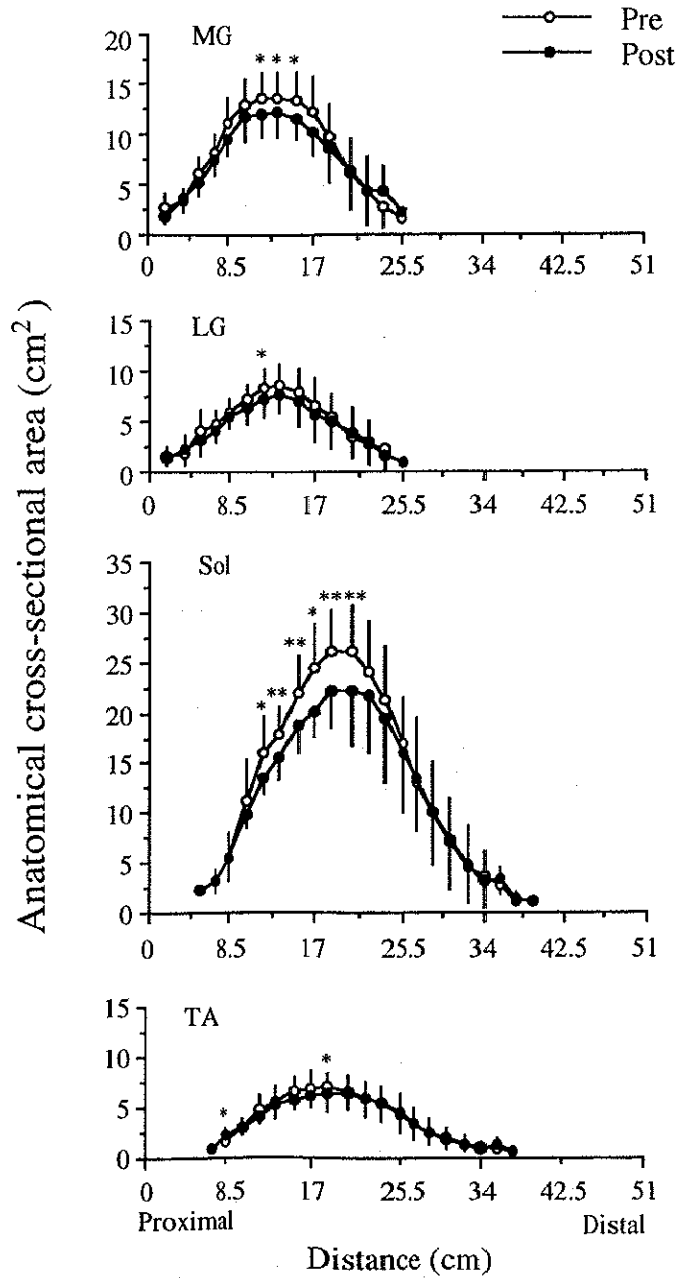 Pre
Post
MG
* * *
20
15
10
5
0
0 8.5 17 25.5 34 42.5 51
LG
*
15
10
5
0
0 8.5 17 25.5 34 42.5 51
Sol
* ** ** * ** **
35
30
25
20
15
10
5
0
0 8.5 17 25.5 34 42.5 51
TA
* *
15
10
5
0
0 8.5 17 25.5 34 42.5 51
Proximal Distal
Distance (cm)
Anatomical cross-sectional area (cm²)